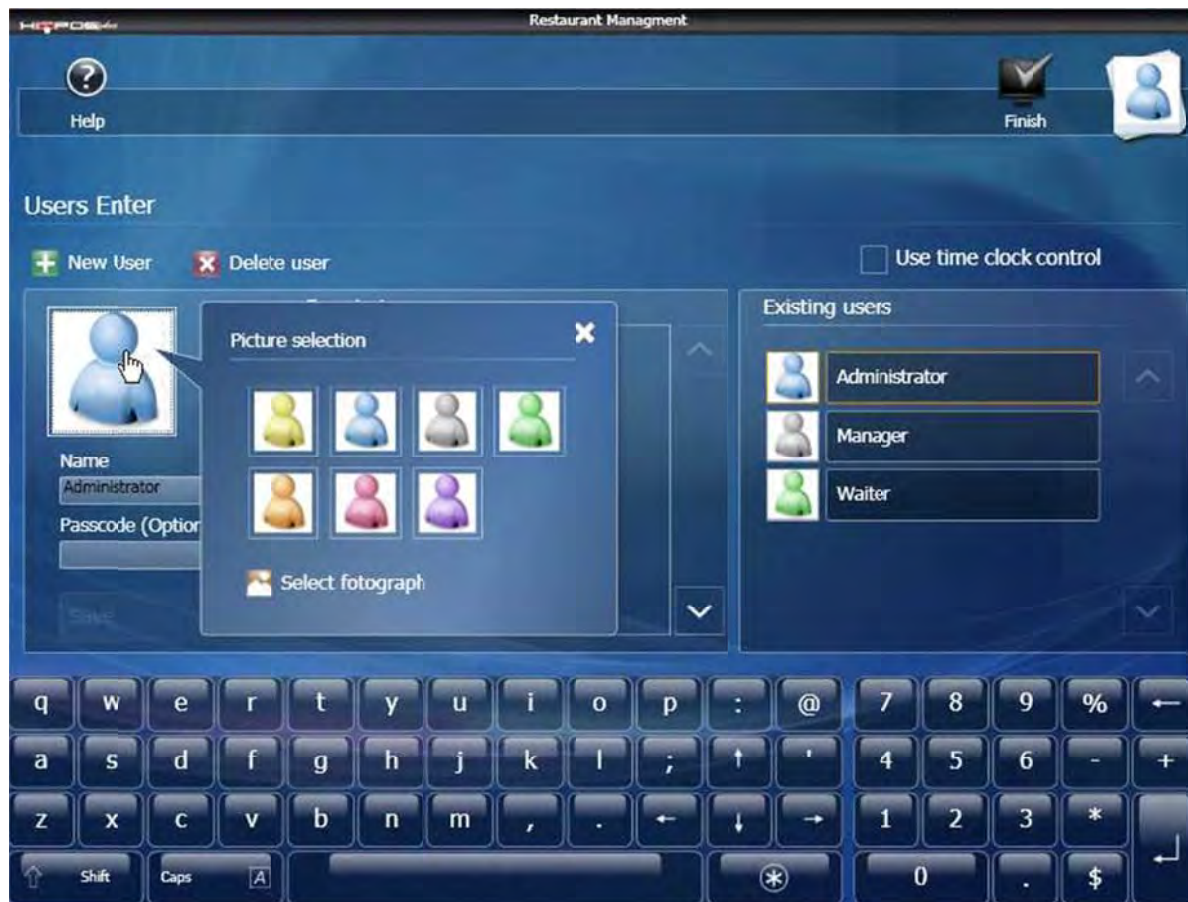 Restaurant Managment
Help
Finish
Users Enter
New User
Delete user
Use time clock control
Picture selection
Select fotograph
Name
Administrator
Passcode (Option
Save
Existing users
Administrator
Manager
Waiter
q w e r t y u i o p : @ 7 8 9 % ←
a s d f g h j k l ; ↑ ' 4 5 6 - +
z x c v b n m , . ← ↓ → 1 2 3 *
Shift Caps A 0 . $ ↵